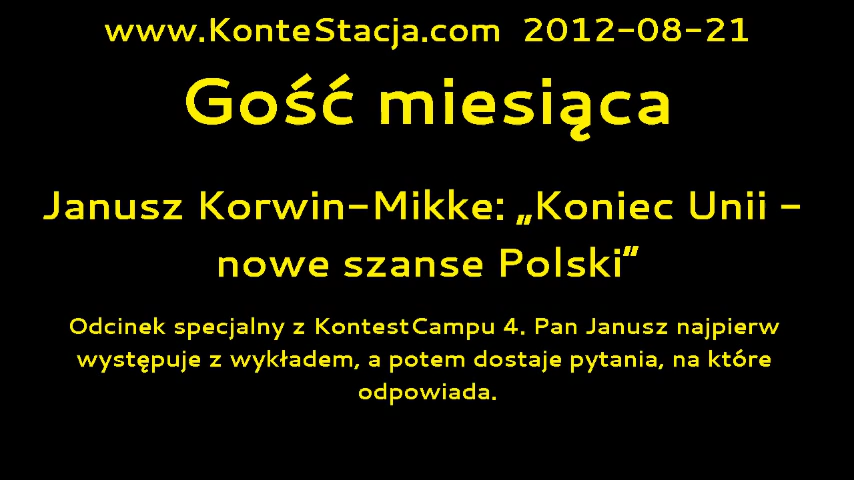 www.KonteStacja.com 2012-08-21
Gość miesiąca
Janusz Korwin-Mikke: „Koniec Unii -
nowe szanse Polski”
Odcinek specjalny z KontestCampu 4. Pan Janusz najpierw
występuje z wykładem, a potem dostaje pytania, na które
odpowiada.